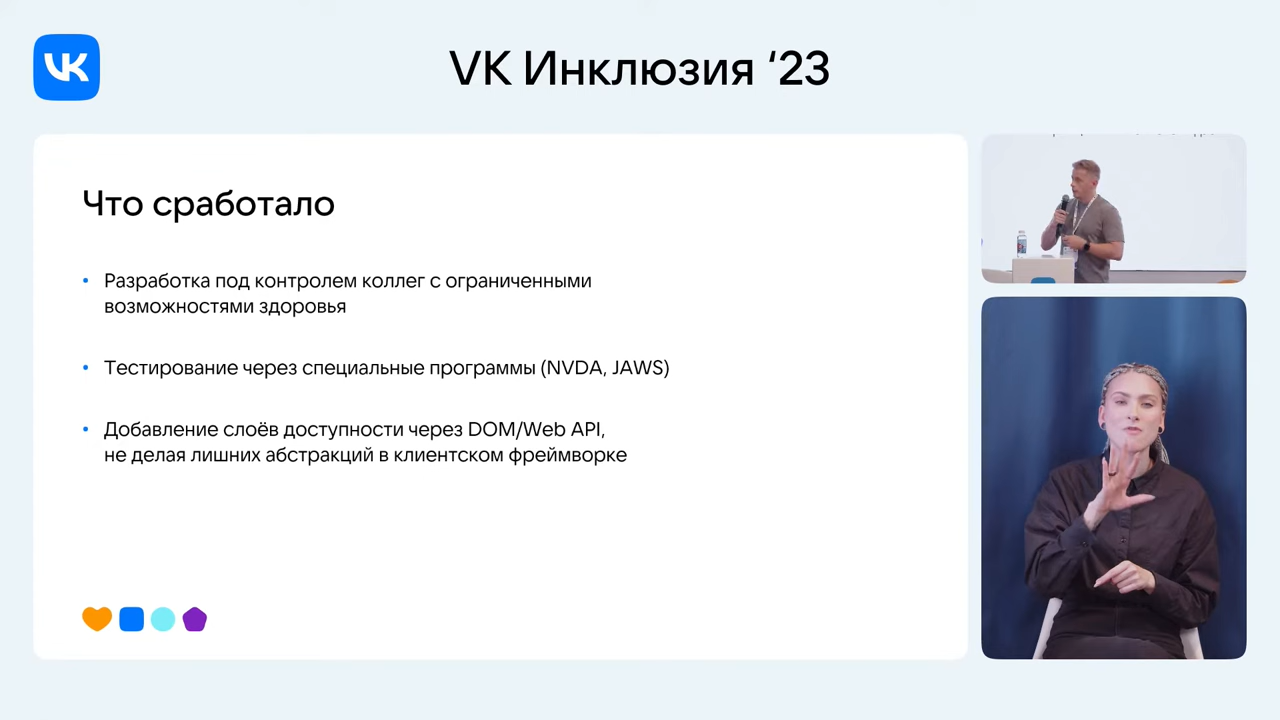 VK
VK Инклюзия ‘23
Что сработало
• Разработка под контролем коллег с ограниченными
возможностями здоровья
• Тестирование через специальные программы (NVDA, JAWS)
• Добавление слоёв доступности через DOM/Web API,
не делая лишних абстракций в клиентском фреймворке